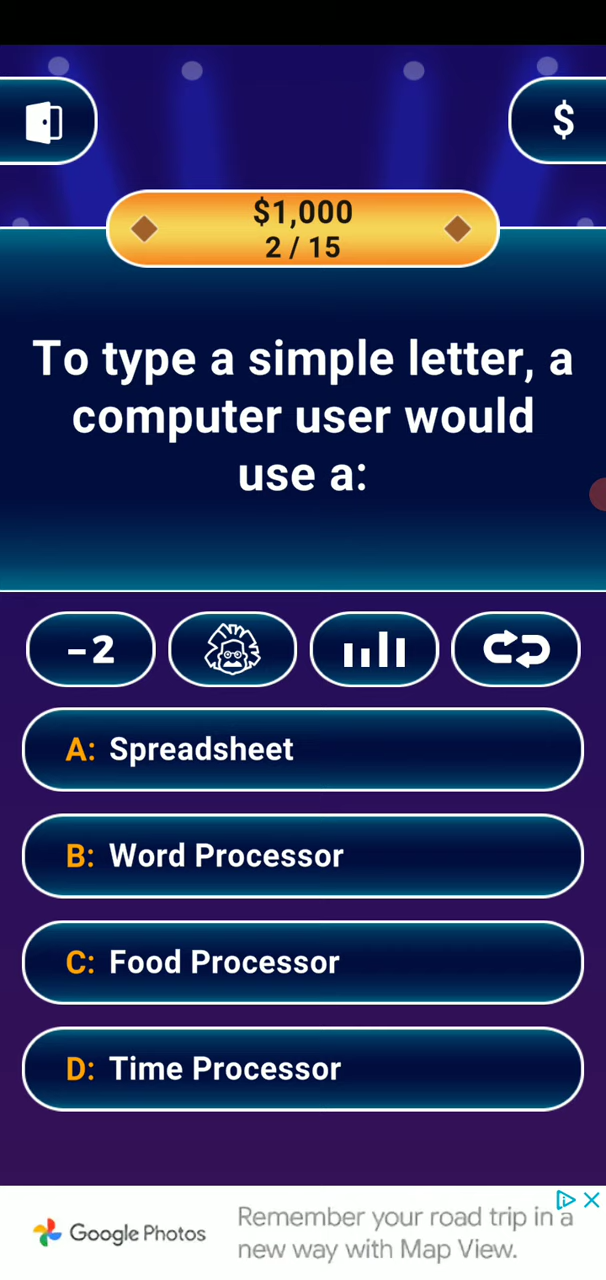 $
$1,000
2 / 15
To type a simple letter, a
computer user would
use a:
-2
A: Spreadsheet
B: Word Processor
C: Food Processor
D: Time Processor
Google Photos
Remember your road trip in a
new way with Map View.